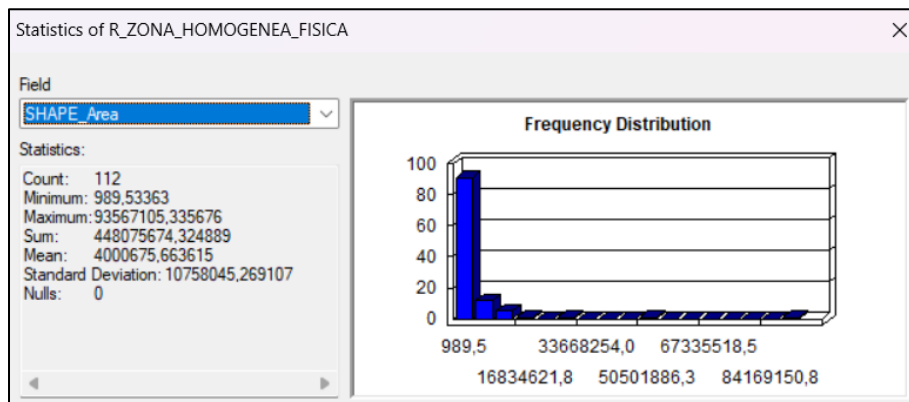 Statistics of R_ZONA_HOMOGENEA_FISICA
Field
SHAPE_Area
Statistics:
Count: 112
Minimum: 989,53363
Maximum: 93567105,335676
Sum: 448075674,324889
Mean: 4000675,663615
Standard Deviation: 10758045,269107
Nulls: 0
Frequency Distribution
100
80
60
40
20
0
989,5 33668254,0 67335518,5
16834621,8 50501886,3 84169150,8